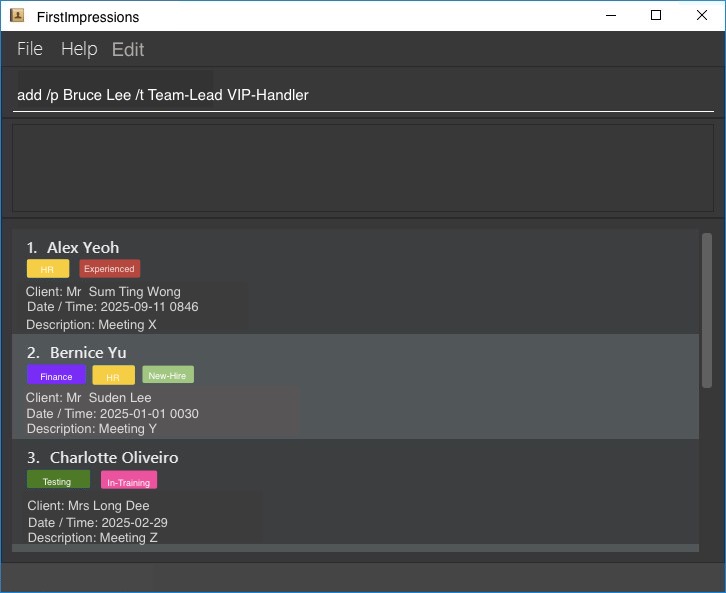 FirstImpressions
File Help Edit
add /p Bruce Lee /t Team-Lead VIP-Handler
1. Alex Yeoh
HR Experienced
Client: Mr Sum Ting Wong
Date / Time: 2025-09-11 0846
Description: Meeting X
2. Bernice Yu
Finance HR New-Hire
Client: Mr Suden Lee
Date / Time: 2025-01-01 0030
Description: Meeting Y
3. Charlotte Oliveiro
Testing In-Training
Client: Mrs Long Dee
Date / Time: 2025-02-29
Description: Meeting Z